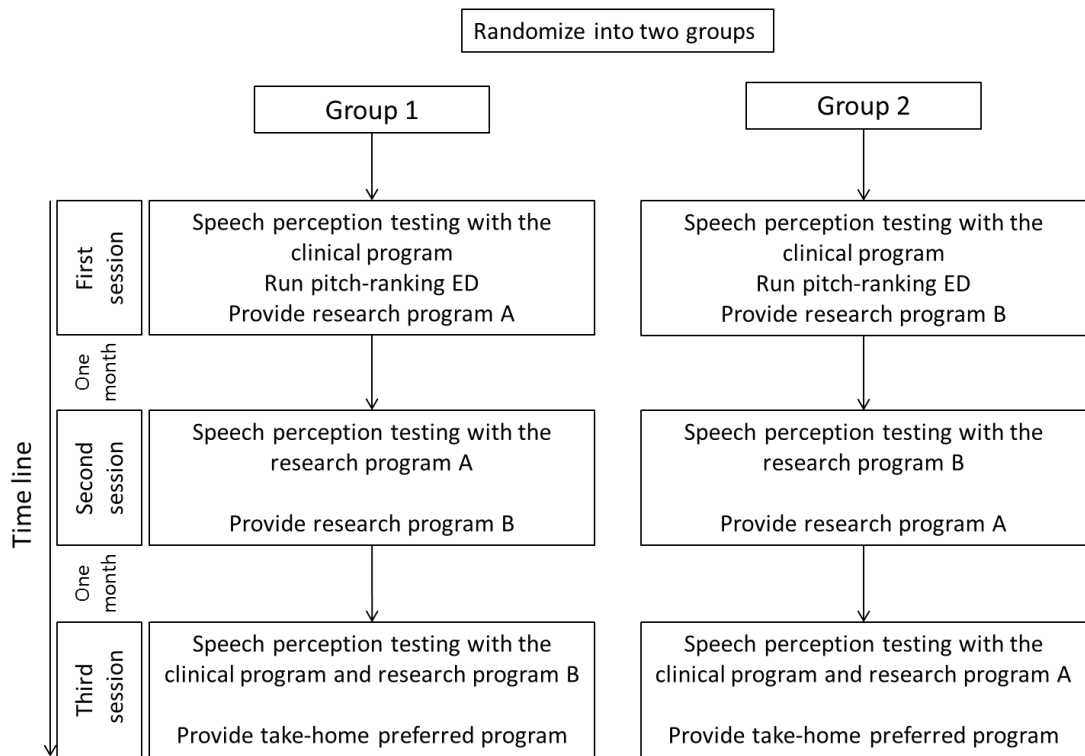 Randomize into two groups
Group 1
Group 2
Time line
First
session
Speech perception testing with the
clinical program
Run pitch-ranking ED
Provide research program A
Speech perception testing with the
clinical program
Run pitch-ranking ED
Provide research program B
One
month
Second
session
Speech perception testing with the
research program A
Provide research program B
Speech perception testing with the
research program B
Provide research program A
One
month
Third
session
Speech perception testing with the
clinical program and research program B
Provide take-home preferred program
Speech perception testing with the
clinical program and research program A
Provide take-home preferred program